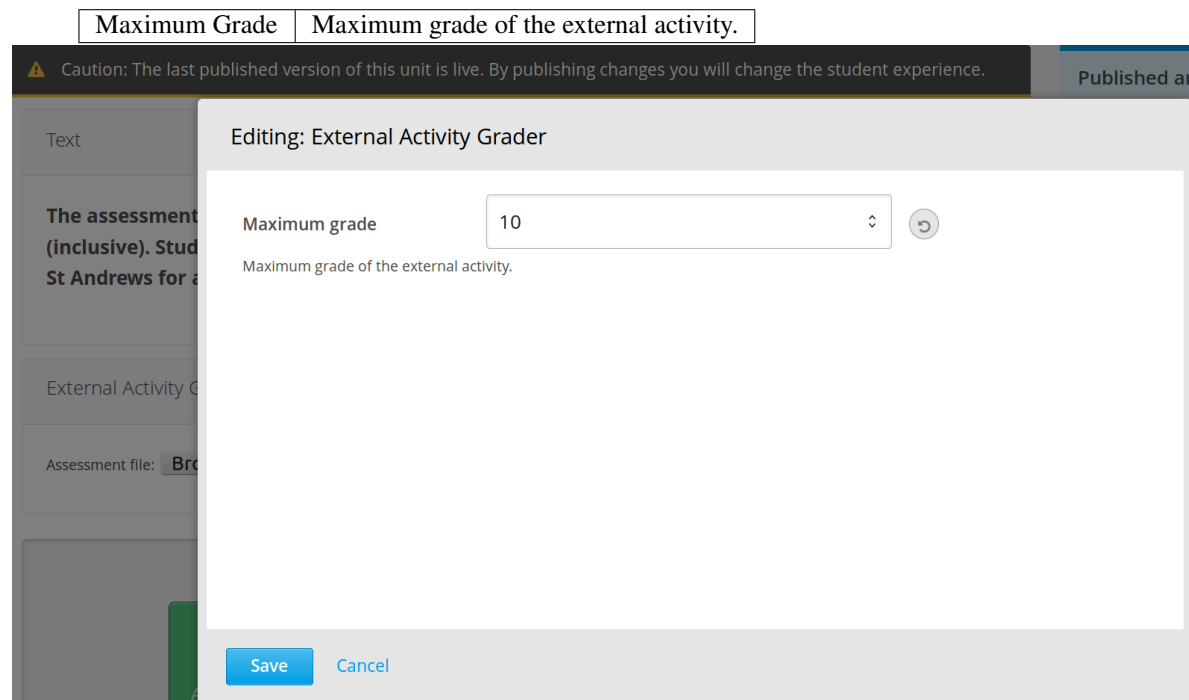 Maximum Grade Maximum grade of the external activity.
Caution: The last published version of this unit is live. By publishing changes you will change the student experience.
Published
Editing: External Activity Grader
Text
The assessment
(inclusive).
St Andrews for
Maximum grade 10
Maximum grade of the external activity.
External Activity
Assessment file:
Save Cancel